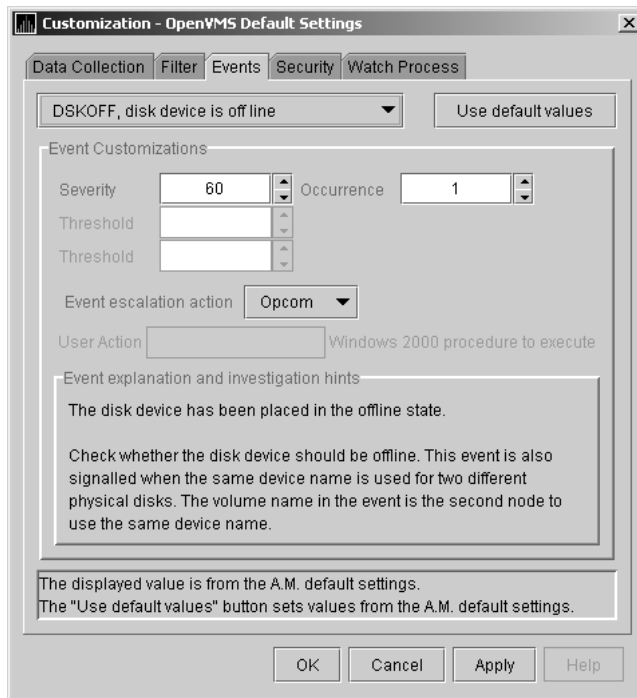 Customization - OpenVMS Default Settings
Data Collection Filter Events Security Watch Process
DSKOFF, disk device is off line Use default values
Event Customizations
Severity 60 Occurrence 1
Threshold
Threshold
Event escalation action Opcom
User Action Windows 2000 procedure to execute
Event explanation and investigation hints
The disk device has been placed in the offline state.
Check whether the disk device should be offline. This event is also
signalled when the same device name is used for two different
physical disks. The volume name in the event is the second node to
use the same device name.
The displayed value is from the A.M. default settings.
The "Use default values" button sets values from the A.M. default settings.
OK Cancel Apply Help